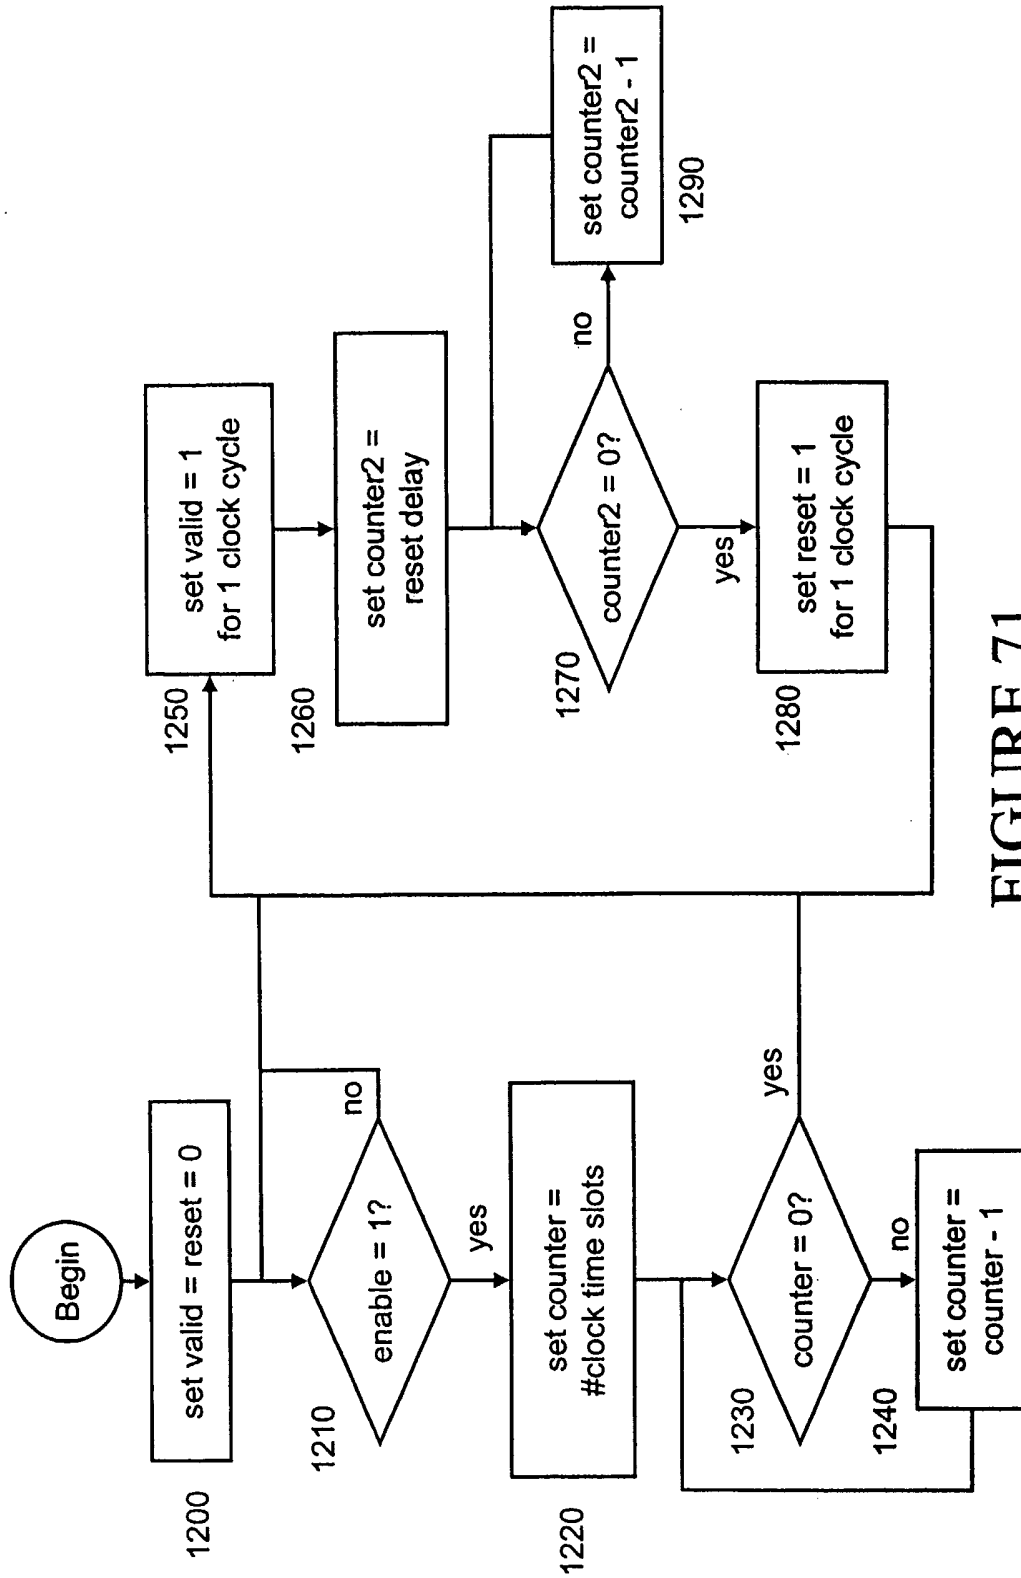 Begin
1200
set valid = reset = 0
1210
enable = 1?
no
yes
1220
set counter =
#clock time slots
1230
counter = 0?
yes
no
1240
set counter =
counter - 1
1250
set valid = 1
for 1 clock cycle
1260
set counter2 =
reset delay
1270
counter2 = 0?
no
yes
1290
set counter2 =
counter2 - 1
1280
set reset = 1
for 1 clock cycle
FIGURE 71